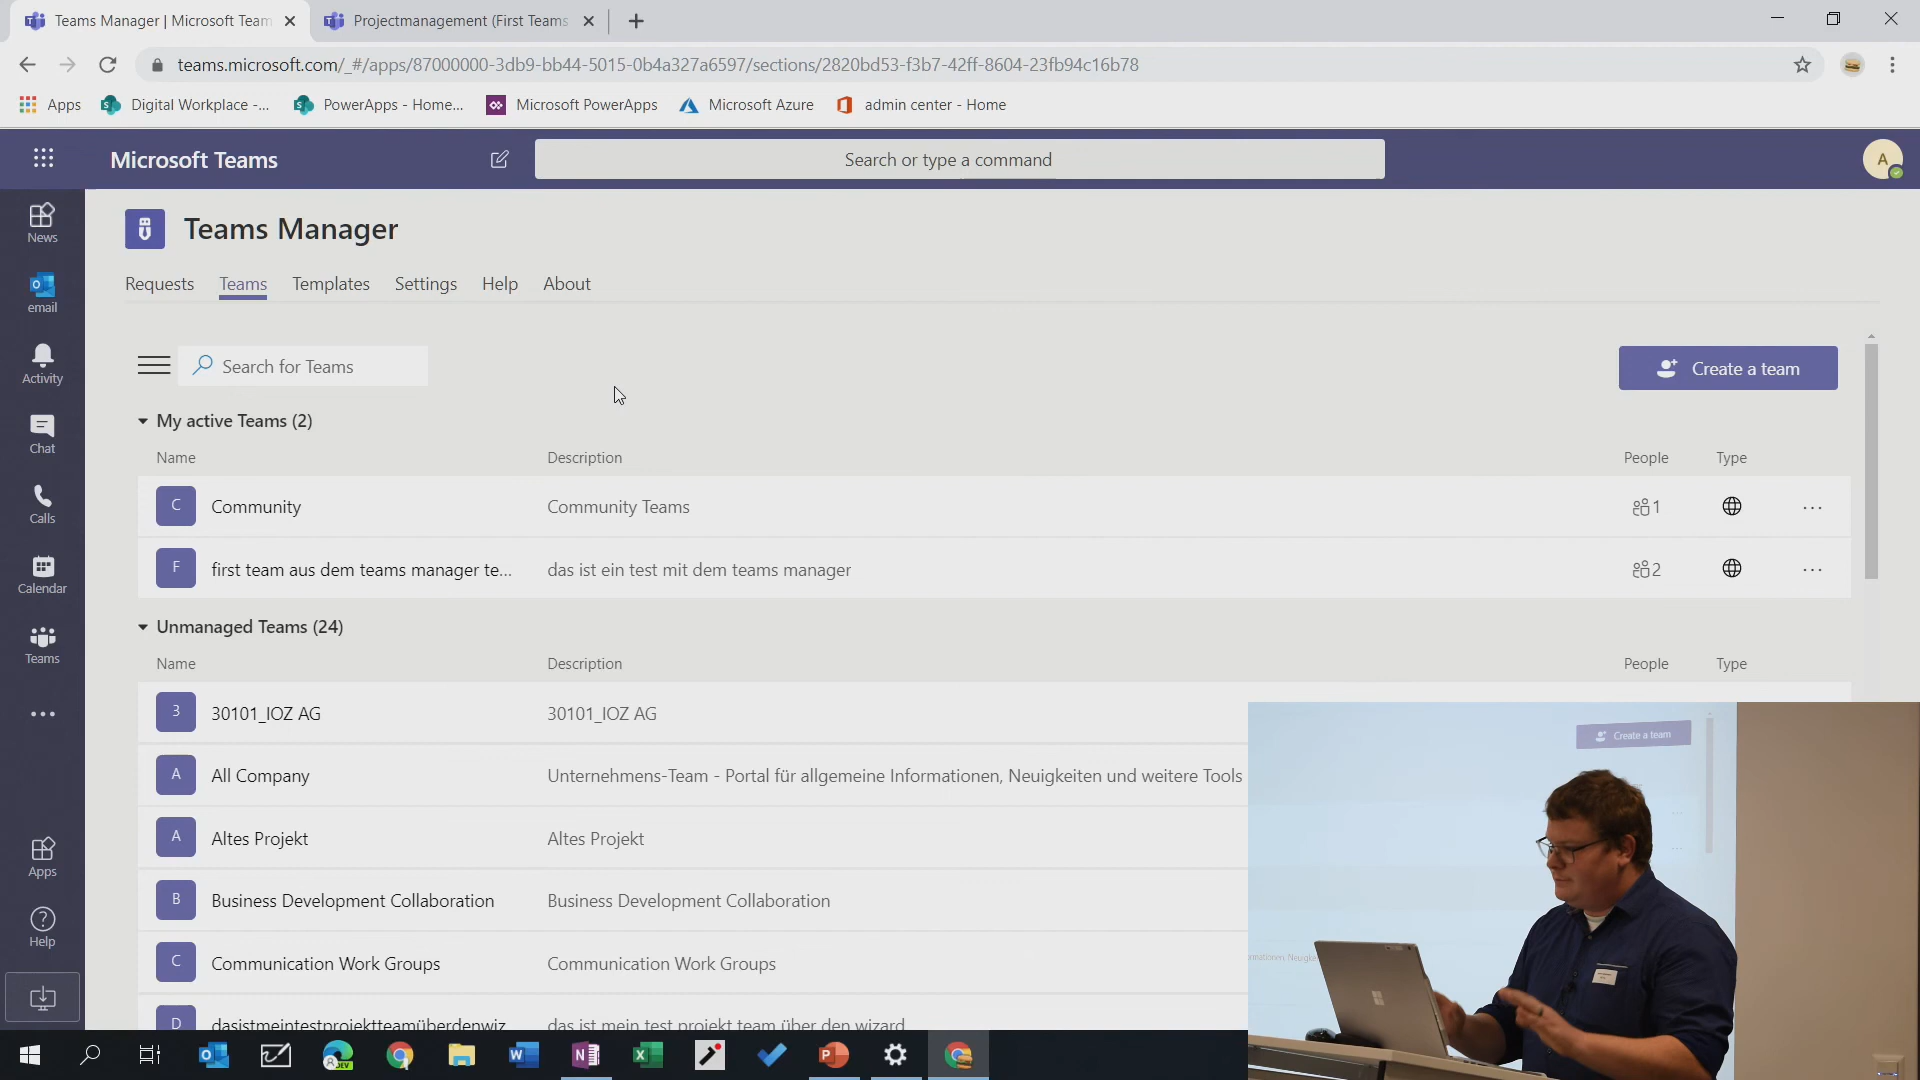 Teams Manager | Microsoft Team
Projectmanagement (First Teams
teams.microsoft.com/_#/apps/87000000-3db9-bb44-5015-0b4a327a6597/sections/2820bd53-f3b7-42ff-8604-23fb94c16b78
Apps
Digital Workplace -...
PowerApps - Home...
Microsoft PowerApps
Microsoft Azure
admin center - Home
Microsoft Teams
Search or type a command
A
News
email
Activity
Chat
Calls
Calendar
Teams
Apps
Help
Teams Manager
Requests Teams Templates Settings Help About
Search for Teams
Create a team
My active Teams (2)
Name Description People Type
C Community Community Teams 1 ...
F first team aus dem teams manager te... das ist ein test mit dem teams manager 2 ...
Unmanaged Teams (24)
Name Description People Type
3 30101_IOZ AG 30101_IOZ AG
A All Company Unternehmens-Team - Portal für allgemeine Informationen, Neuigkeiten und weitere Tools
A Altes Projekt Altes Projekt
B Business Development Collaboration Business Development Collaboration
C Communication Work Groups Communication Work Groups
D dasistmeintestprojektteamüberdenwiz das ist mein test projekt team über den wizard
Create a team
DEV